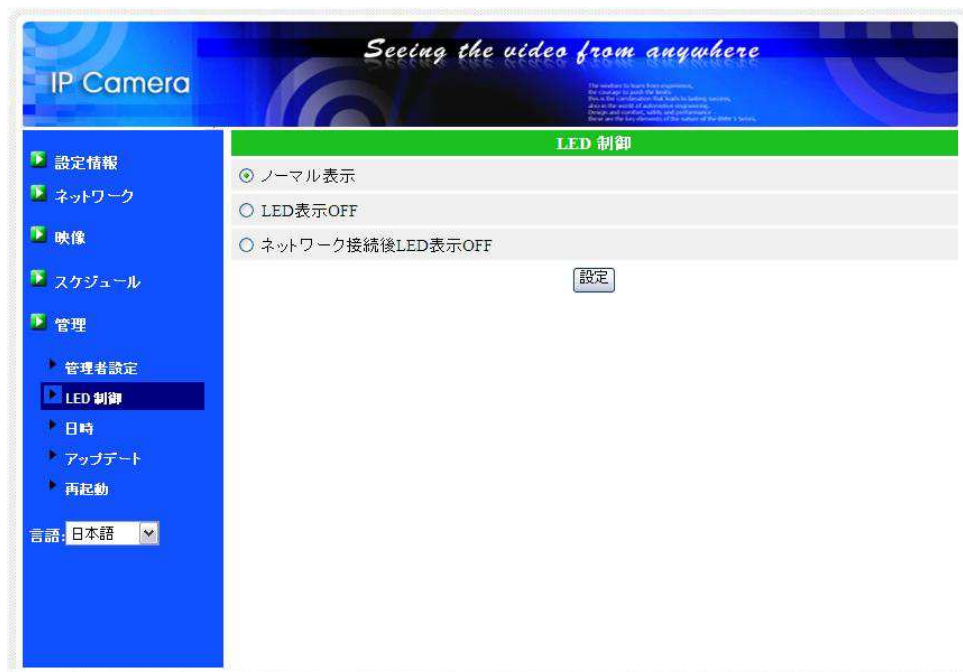 Seeing the video from anywhere
IP Camera
LED 制御
設定情報
ネットワーク
映像
スケジュール
管理
管理者設定
LED 制御
日時
アップデート
再起動
言語: 日本語
ノーマル表示
LED表示OFF
ネットワーク接続後LED表示OFF
設定